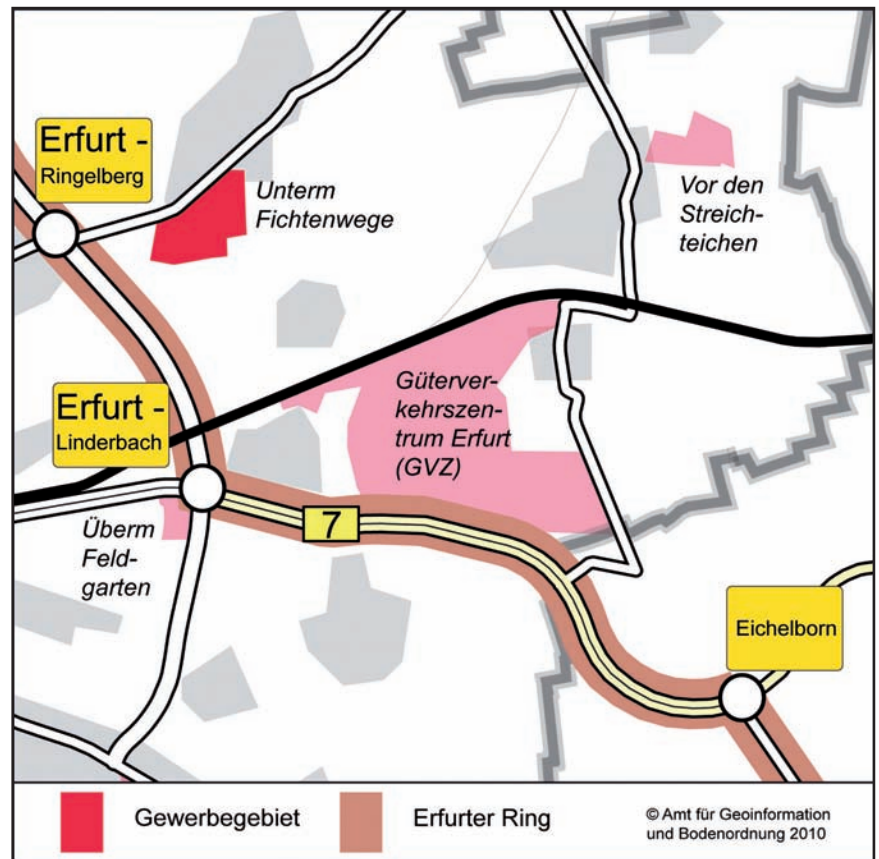 Erfurt -
Ringelberg
Unterm
Fichtenwege
Vor den
Streich-
teichen
Erfurt -
Linderbach
Güterver-
kehrszen-
trum Erfurt
(GVZ)
7
Überm
Feld-
garten
Eichelborn
Gewerbegebiet
Erfurter Ring
© Amt für Geoinformation
und Bodenordnung 2010